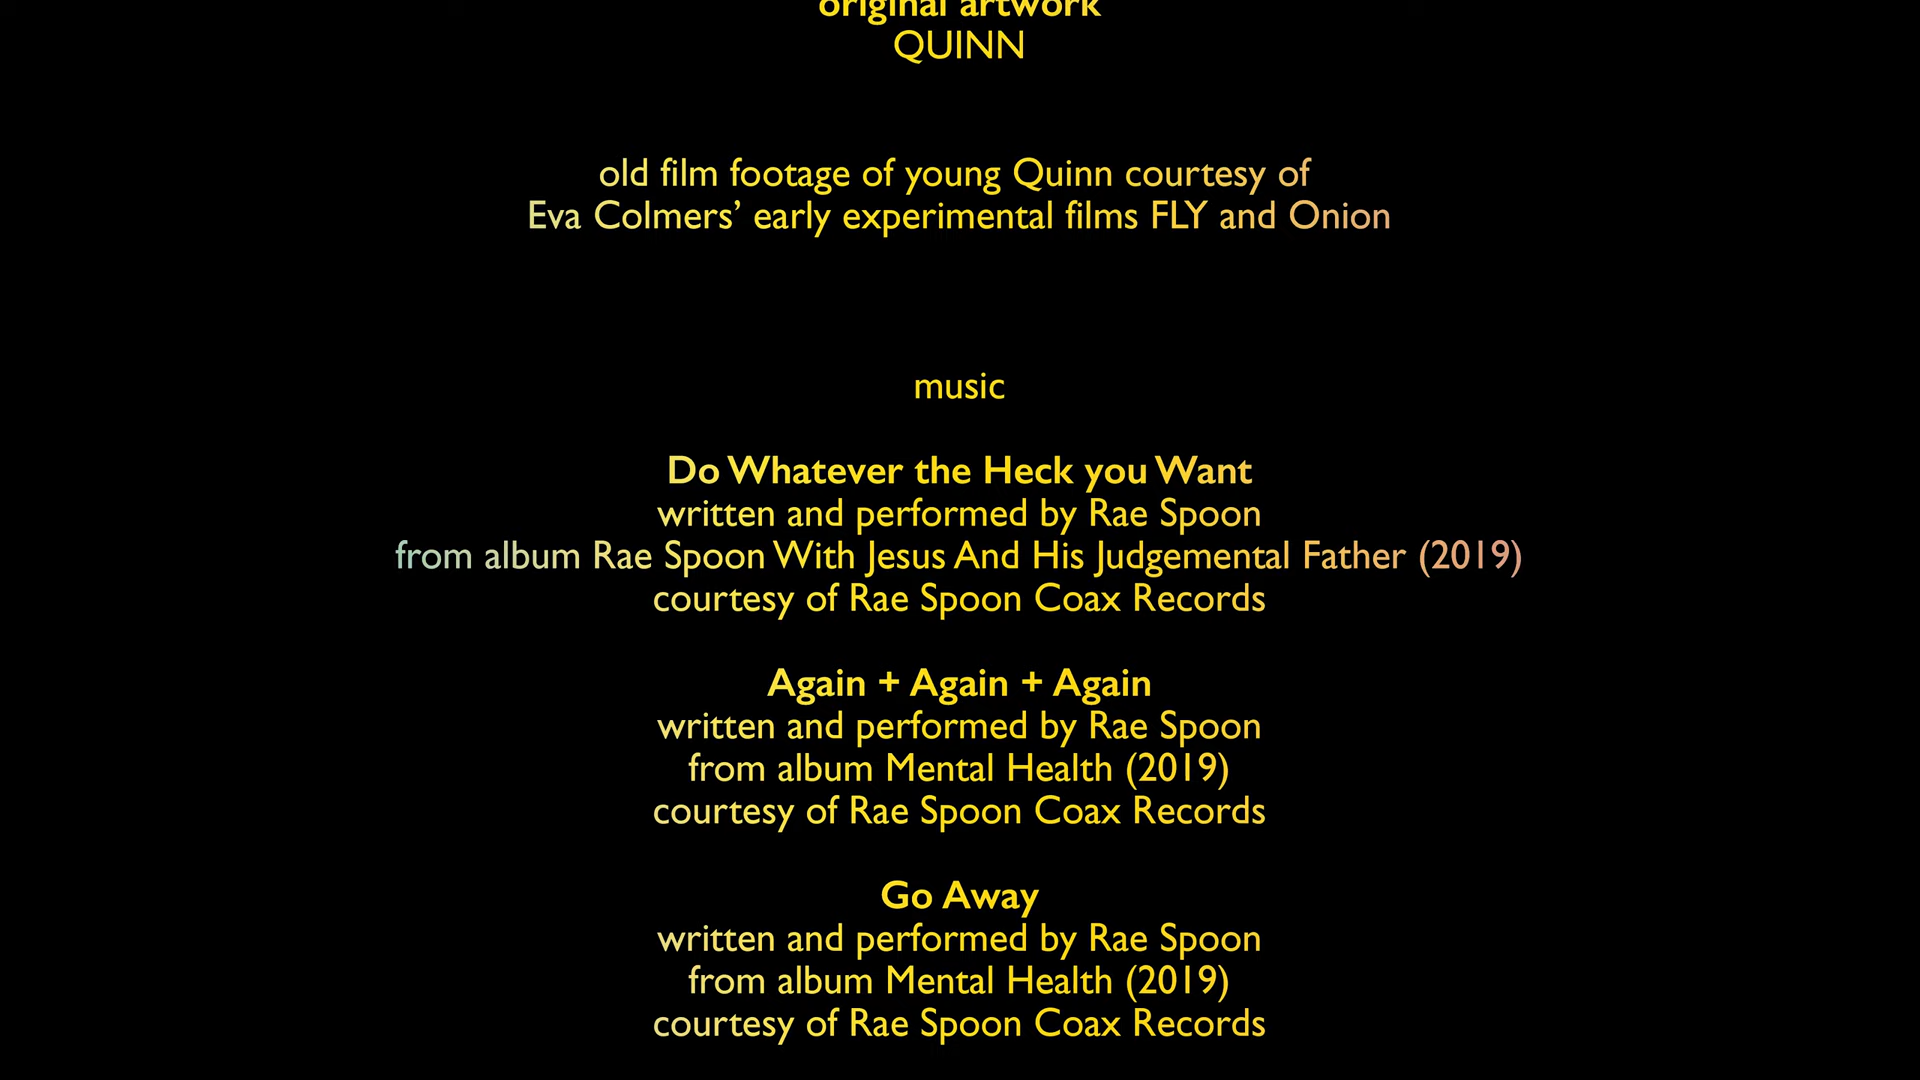 original artwork
QUINN
old film footage of young Quinn courtesy of
Eva Colmers’ early experimental films FLY and Onion
music
Do Whatever the Heck you Want
written and performed by Rae Spoon
from album Rae Spoon With Jesus And His Judgemental Father (2019)
courtesy of Rae Spoon Coax Records
Again + Again + Again
written and performed by Rae Spoon
from album Mental Health (2019)
courtesy of Rae Spoon Coax Records
Go Away
written and performed by Rae Spoon
from album Mental Health (2019)
courtesy of Rae Spoon Coax Records